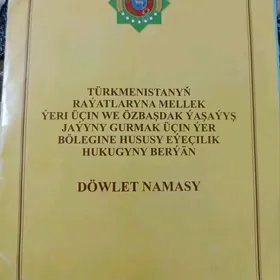 TÜRKMENISTANYŇ
RAÝATLARYNA MELLEK
ÝERI ÜÇIN WE ÖZBAŞDAK ÝAŞAÝYŞ
JAÝYNY GURMAK ÜÇIN ÝER
BÖLEGINE HUSUSY EÝEÇILIK
HUKUGYNY BERÝÄN
DÖWLET NAMASY